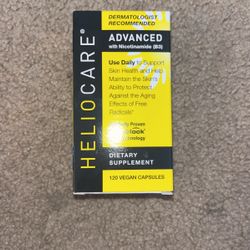 HELIOCARE®
DERMATOLOGIST
RECOMMENDED
ADVANCED
with Nicotinamide (B3)
Use Daily to Support
Skin Health and Help
Maintain the Skin's
Ability to Protect
Against the Aging
Effects of Free
Radicals*
Proven
DIETARY
SUPPLEMENT
120 VEGAN CAPSULES